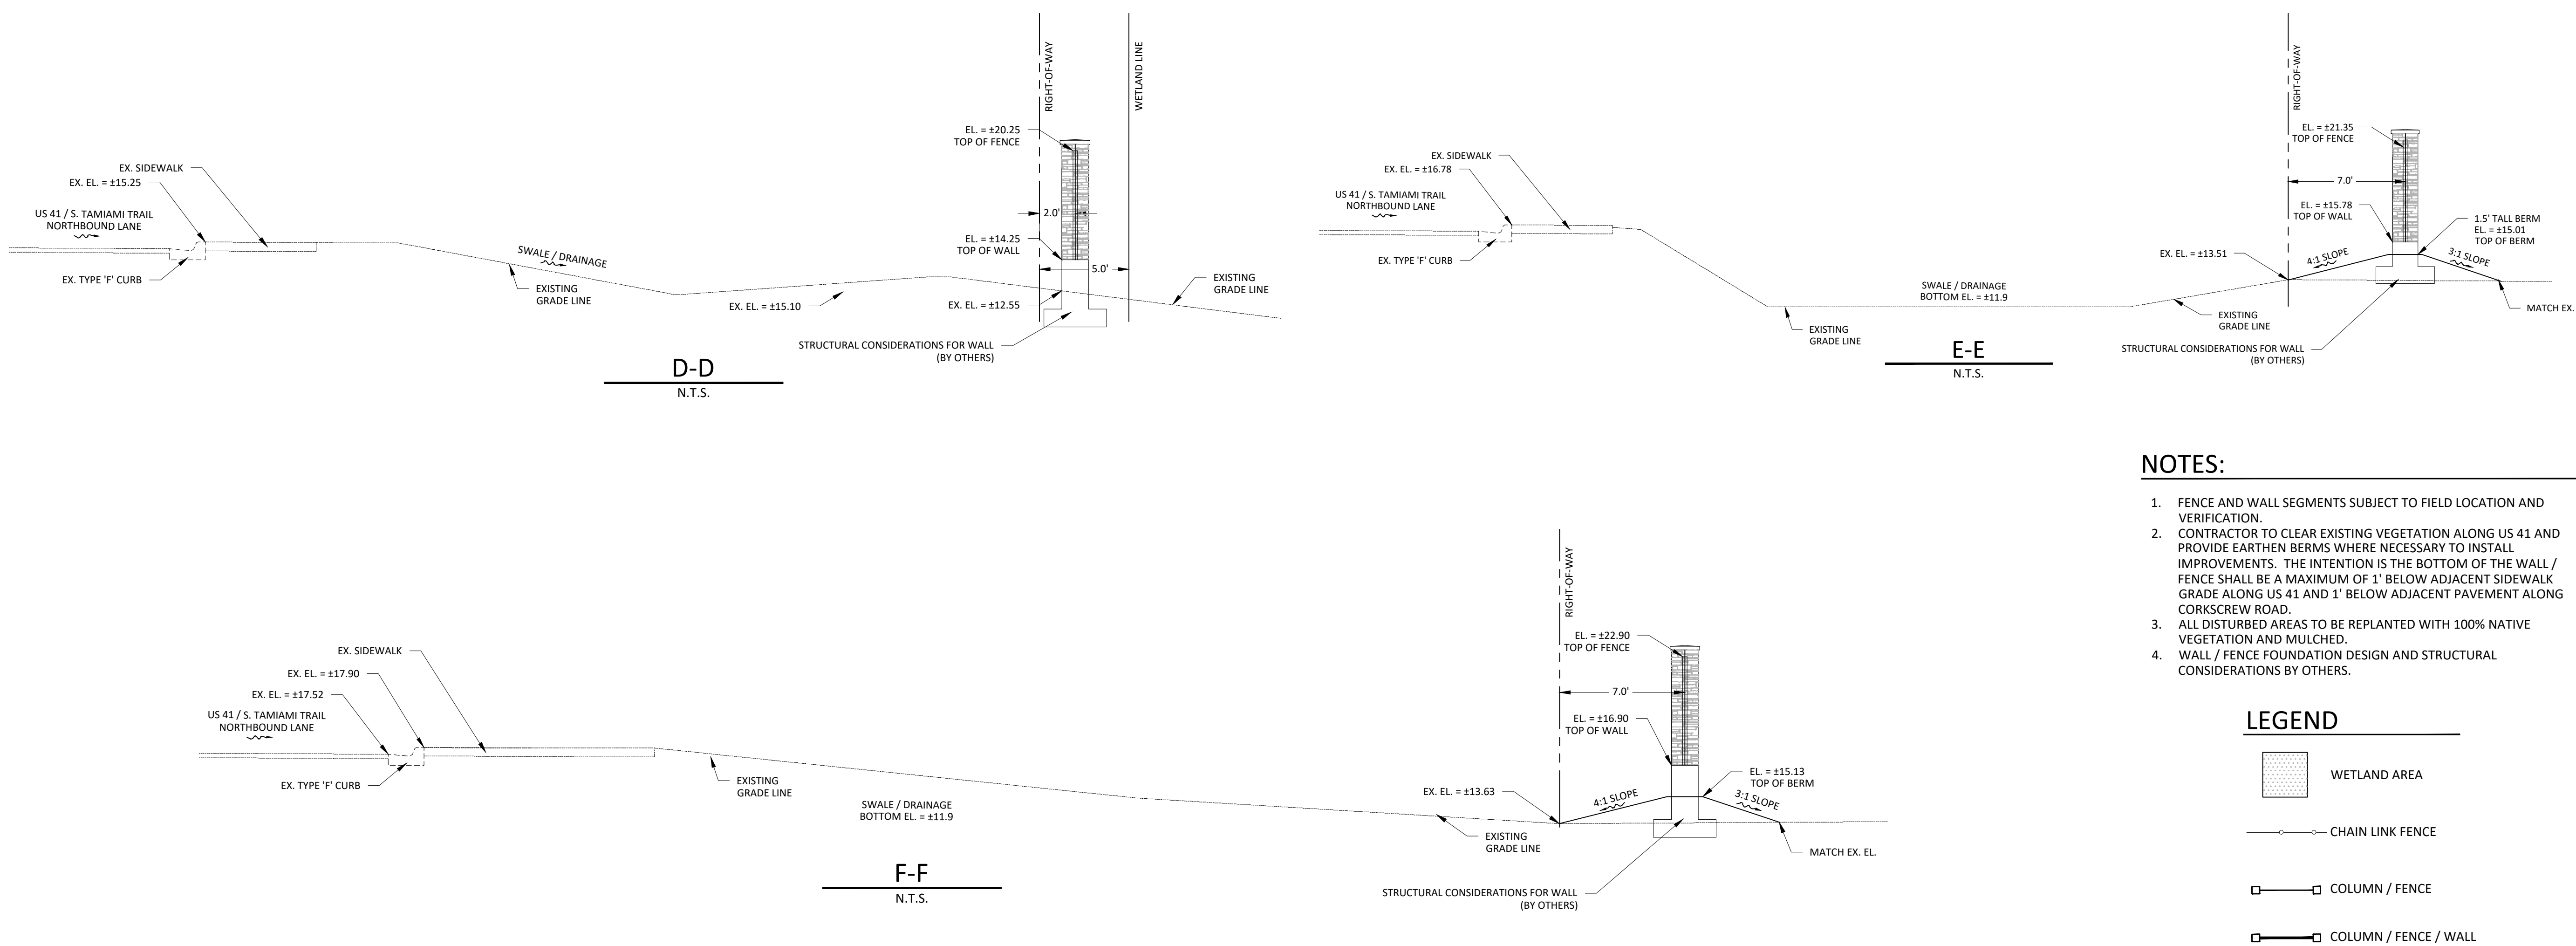 RIGHT-OF-WAY
WETLAND LINE
EL. = ±20.25
TOP OF FENCE
EX. SIDEWALK
EX. EL. = ±15.25
US 41 / S. TAMIAMI TRAIL
NORTHBOUND LANE
2.0'
EL. = ±14.25
TOP OF WALL
SWALE / DRAINAGE
5.0'
EX. TYPE 'F' CURB
EXISTING
GRADE LINE
EXISTING
GRADE LINE
EX. EL. = ±15.10
EX. EL. = ±12.55
STRUCTURAL CONSIDERATIONS FOR WALL
(BY OTHERS)
D-D
N.T.S.
RIGHT-OF-WAY
EL. = ±21.35
TOP OF FENCE
EX. SIDEWALK
EX. EL. = ±16.78
US 41 / S. TAMIAMI TRAIL
NORTHBOUND LANE
7.0'
EL. = ±15.78
TOP OF WALL
1.5' TALL BERM
EL. = ±15.01
TOP OF BERM
EX. TYPE 'F' CURB
EX. EL. = ±13.51
4:1 SLOPE
3:1 SLOPE
SWALE / DRAINAGE
BOTTOM EL. = ±11.9
MATCH EX.
EXISTING
GRADE LINE
EXISTING
GRADE LINE
STRUCTURAL CONSIDERATIONS FOR WALL
(BY OTHERS)
E-E
N.T.S.
RIGHT-OF-WAY
EL. = ±22.90
TOP OF FENCE
EX. SIDEWALK
EX. EL. = ±17.90
EX. EL. = ±17.52
US 41 / S. TAMIAMI TRAIL
NORTHBOUND LANE
7.0'
EL. = ±16.90
TOP OF WALL
EX. TYPE 'F' CURB
EXISTING
GRADE LINE
EL. = ±15.13
TOP OF BERM
EX. EL. = ±13.63
4:1 SLOPE
3:1 SLOPE
SWALE / DRAINAGE
BOTTOM EL. = ±11.9
EXISTING
GRADE LINE
MATCH EX. EL.
STRUCTURAL CONSIDERATIONS FOR WALL
(BY OTHERS)
F-F
N.T.S.
NOTES:
1. FENCE AND WALL SEGMENTS SUBJECT TO FIELD LOCATION AND
VERIFICATION.
2. CONTRACTOR TO CLEAR EXISTING VEGETATION ALONG US 41 AND
PROVIDE EARTHEN BERMS WHERE NECESSARY TO INSTALL
IMPROVEMENTS. THE INTENTION IS THE BOTTOM OF THE WALL /
FENCE SHALL BE A MAXIMUM OF 1' BELOW ADJACENT SIDEWALK
GRADE ALONG US 41 AND 1' BELOW ADJACENT PAVEMENT ALONG
CORKSCREW ROAD.
3. ALL DISTURBED AREAS TO BE REPLANTED WITH 100% NATIVE
VEGETATION AND MULCHED.
4. WALL / FENCE FOUNDATION DESIGN AND STRUCTURAL
CONSIDERATIONS BY OTHERS.
LEGEND
WETLAND AREA
CHAIN LINK FENCE
COLUMN / FENCE
COLUMN / FENCE / WALL